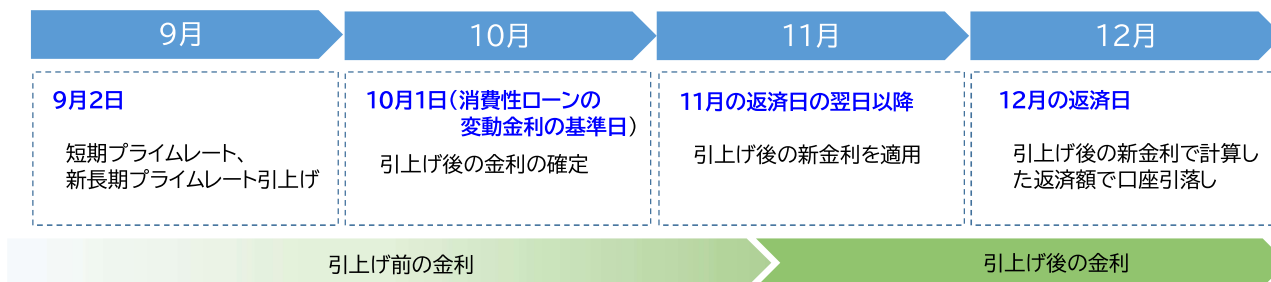 9月
10月
11月
12月
9月2日
短期プライムレート、
新長期プライムレート引上げ
10月1日(消費性ローンの
変動金利の基準日)
引上げ後の金利の確定
11月の返済日の翌日以降
引上げ後の新金利を適用
12月の返済日
引上げ後の新金利で計算し
た返済額で口座引落し
引上げ前の金利
引上げ後の金利